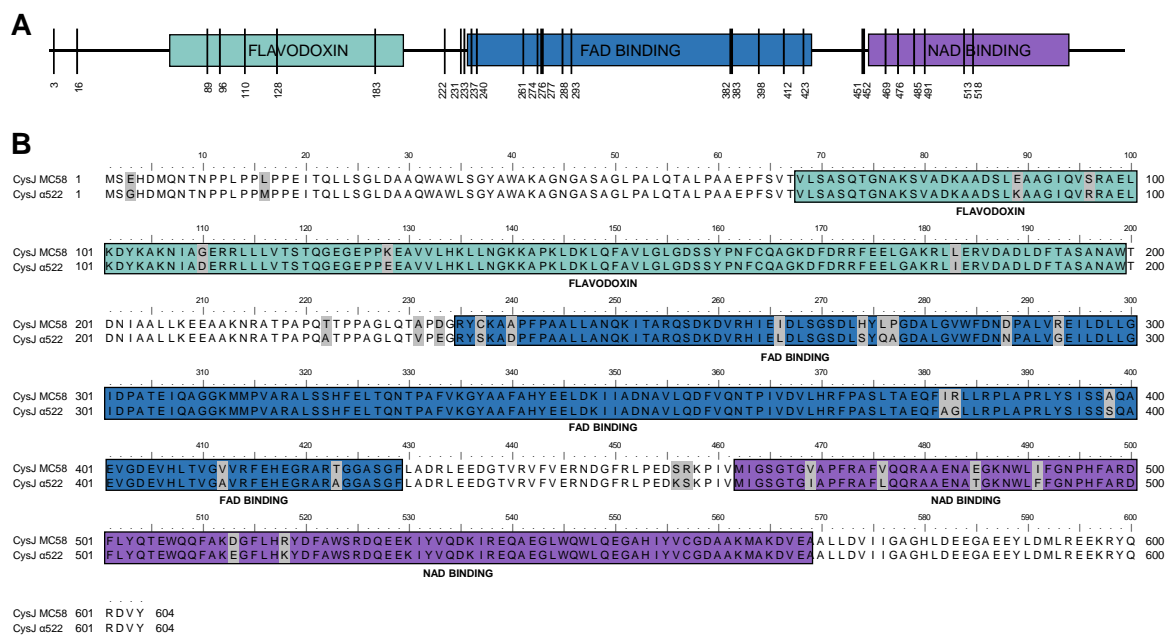 A
FLAVODOXIN FAD BINDING NAD BINDING
3 16 89 96 110 128 183 222 231 233 237 240 261 274 276 277 288 293 382 383 398 412 423 451 452 469 476 485 491 513 518
B
10 20 30 40 50 60 70 80 90 100
CysJ MC58 1 MSEHDMQNTNPPLPPLPPEITQLLSGLDAAQWAWLSGYAWAKAGNGASAGLPALQTALPAAEPFSVTVLSASQTGNAKSVADKAADSLEAAGIQVSRAEL 100
CysJ α522 1 MSGHDMQNTNPPLPPMPPEITQLLSGLDAAQWAWLSGYAWAKAGNGASAGLPALQTALPAAEPFSVTVLSASQTGNAKSVADKAADSLKAAGIQVRRAEL 100
FLAVODOXIN
110 120 130 140 150 160 170 180 190 200
CysJ MC58 101 KDYKAKNIAGERRLLLVTSTQGEGEPPKEAVVLHKLLNGKKAPKLDKLQFAVLGLGDSSYPNFCQAGKDFDRRFEELGAKRLLERVDADLDFTASANAWT 200
CysJ α522 101 KDYKAKNIADERRLLLVTSTQGEGEPPEEAVVLHKLLNGKKAPKLDKLQFAVLGLGDSSYPNFCQAGKDFDRRFEELGAKRLIERVDADLDFTASANAWT 200
FLAVODOXIN
210 220 230 240 250 260 270 280 290 300
CysJ MC58 201 DNIAALLKEEAAKNRATPAPQTTPPAGLQTAPDGRYCKAAPFPAALLANQKITARQSDKDVRHIEIDLSGSDLHYLPGDALGVWFDNDPALVREILDLLG 300
CysJ α522 201 DNIAALLKEEAAKNRATPAPQATPPAGLQTVPEGRYSKADPFPAALLANQKITARQSDKDVRHIELDLSGSDLSYQAGDALGVWFDNNPALVGEILDLLG 300
FAD BINDING
310 320 330 340 350 360 370 380 390 400
CysJ MC58 301 IDPATEIQAGGKMMPVARALSSHFELTQNTPAFVKGYAAFAHYEELDKIIADNAVLQDFVQNTPIVDVLHRFPASLTAEQFIRLLRPLAPRLYSISSAQA 400
CysJ α522 301 IDPATEIQAGGKMMPVARALSSHFELTQNTPAFVKGYAAFAHYEELDKIIADNAVLQDFVQNTPIVDVLHRFPASLTAEQFAGLLRPLAPRLYSISSSQA 400
FAD BINDING
410 420 430 440 450 460 470 480 490 500
CysJ MC58 401 EVGDEVHLTVGVVRFEHEGRARTGGASGFLADRLEEDGTVRVFVERNDGFRLPEDSRKPIVMIGSGTGVAPFRAFVQQRAAENAEGKNWLIFGNPHFARD 500
CysJ α522 401 EVGDEVHLTVGAVRFEHEGRARAGGASGFLADRLEEDGTVRVFVERNDGFRLPEDKSKPIVMIGSGTGIAPFRAFLQQRAAENATGKNWLFFGNPHFARD 500
FAD BINDING NAD BINDING
510 520 530 540 550 560 570 580 590 600
CysJ MC58 501 FLYQTEWQQFAKDGFLHRYDFAWSRDQEEKIYVQDKIREQAEGLWQWLQEGAHIYVCGDAAKMAKDVEAALLDVIIGAGHLDEEGAEEYLDMLREEKRYQ 600
CysJ α522 501 FLYQTEWQQFAKEGFLHKYDFAWSRDQEEKIYVQDKIREQAEGLWQWLQEGAHIYVCGDAAKMAKDVEAALLDVIIGAGHLDEEGAEEYLDMLREEKRYQ 600
NAD BINDING
CysJ MC58 601 RDVY 604
CysJ α522 601 RDVY 604